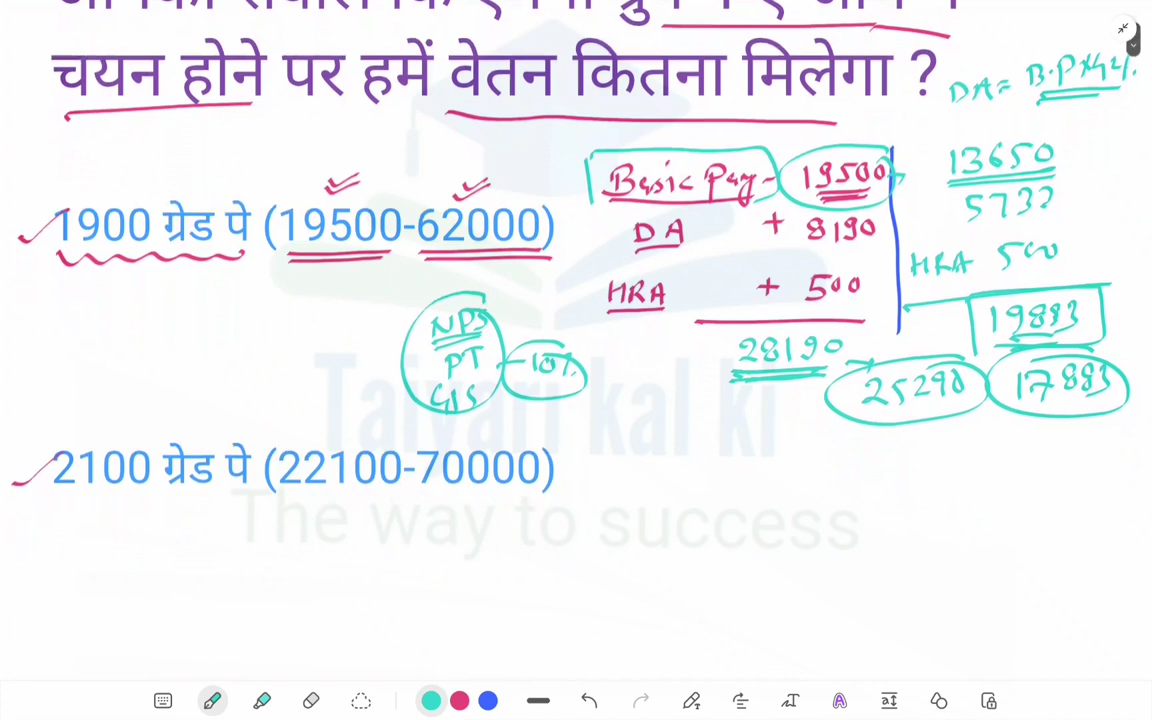 चयन होने पर हमें वेतन कितना मिलेगा ?
DA = B.P×42%
1900 ग्रेड पे (19500-62000)
Basic Pay - 19500
DA + 8190
HRA + 500
28190
13650
5733
HRA 500
19883
25290 17883
NPS
PT
GIS
-10%
2100 ग्रेड पे (22100-70000)
Taiyari kal ki
The way to success